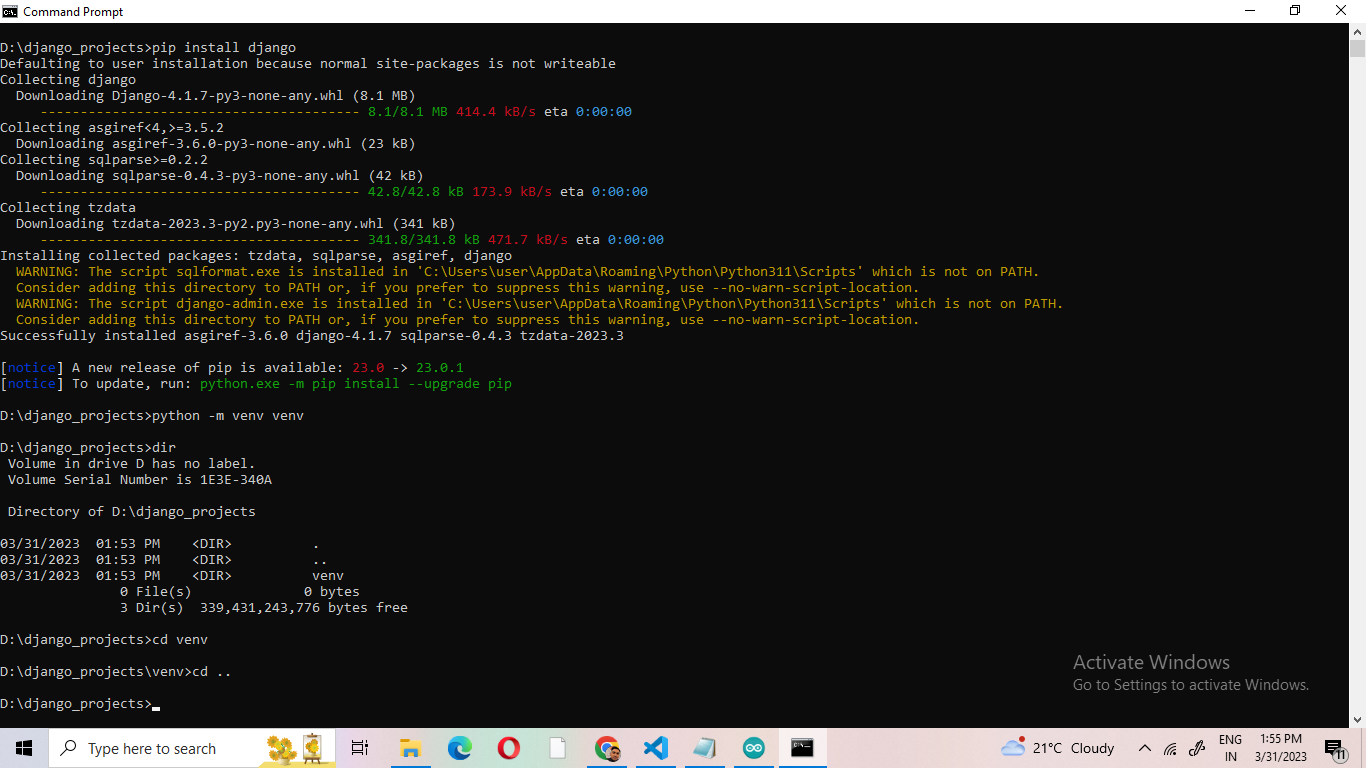 Command Prompt
D:\django_projects>pip install django
Defaulting to user installation because normal site-packages is not writeable
Collecting django
  Downloading Django-4.1.7-py3-none-any.whl (8.1 MB)
     ---------------------------------------- 8.1/8.1 MB 414.4 kB/s eta 0:00:00
Collecting asgiref<4,>=3.5.2
  Downloading asgiref-3.6.0-py3-none-any.whl (23 kB)
Collecting sqlparse>=0.2.2
  Downloading sqlparse-0.4.3-py3-none-any.whl (42 kB)
     ---------------------------------------- 42.8/42.8 kB 173.9 kB/s eta 0:00:00
Collecting tzdata
  Downloading tzdata-2023.3-py2.py3-none-any.whl (341 kB)
     ---------------------------------------- 341.8/341.8 kB 471.7 kB/s eta 0:00:00
Installing collected packages: tzdata, sqlparse, asgiref, django
  WARNING: The script sqlformat.exe is installed in 'C:\Users\user\AppData\Roaming\Python\Python311\Scripts' which is not on PATH.
  Consider adding this directory to PATH or, if you prefer to suppress this warning, use --no-warn-script-location.
  WARNING: The script django-admin.exe is installed in 'C:\Users\user\AppData\Roaming\Python\Python311\Scripts' which is not on PATH.
  Consider adding this directory to PATH or, if you prefer to suppress this warning, use --no-warn-script-location.
Successfully installed asgiref-3.6.0 django-4.1.7 sqlparse-0.4.3 tzdata-2023.3
[notice] A new release of pip is available: 23.0 -> 23.0.1
[notice] To update, run: python.exe -m pip install --upgrade pip
D:\django_projects>python -m venv venv
D:\django_projects>dir
 Volume in drive D has no label.
 Volume Serial Number is 1E3E-340A
 Directory of D:\django_projects
03/31/2023  01:53 PM    <DIR>          .
03/31/2023  01:53 PM    <DIR>          ..
03/31/2023  01:53 PM    <DIR>          venv
               0 File(s)              0 bytes
               3 Dir(s)  339,431,243,776 bytes free
D:\django_projects>cd venv
D:\django_projects\venv>cd ..
D:\django_projects>
Activate Windows
Go to Settings to activate Windows.
Type here to search
21°C Cloudy
ENG
IN
1:55 PM
3/31/2023
11